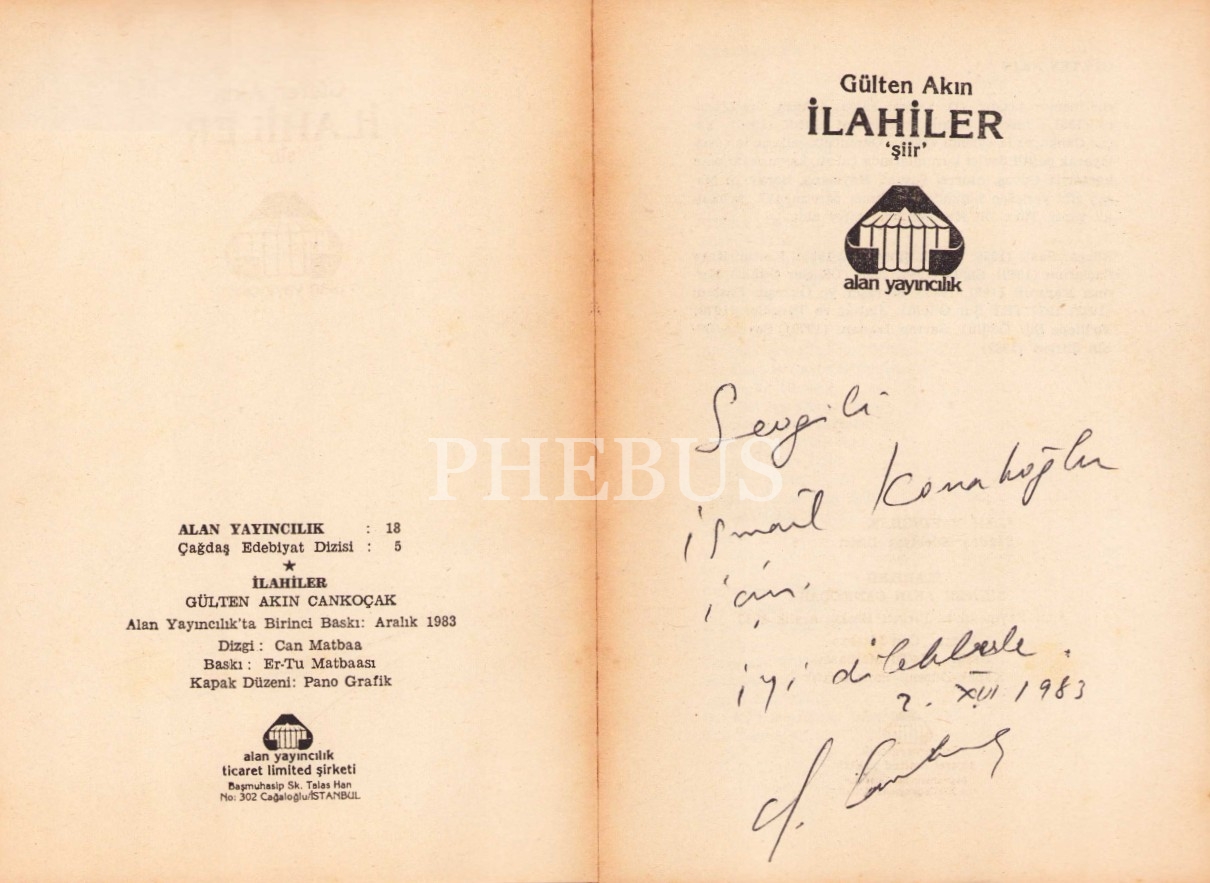 ALAN YAYINCILIK : 18
Çağdaş Edebiyat Dizisi : 5
İLAHİLER
GÜLTEN AKIN CANKOÇAK
Alan Yayıncılık'ta Birinci Baskı: Aralık 1983
Dizgi : Can Matbaa
Baskı : Er-Tu Matbaası
Kapak Düzeni: Pano Grafik
alan yayıncılık
ticaret limited şirketi
Başmuhasip Sk. Talas Han
No: 302 Cağaloğlu/İSTANBUL
PHEBUS
Gülten Akın
İLAHİLER
'şiir'
alan yayıncılık
Sevgili
İsmail Konakoğlu
için
iyi dileklerle.
1983